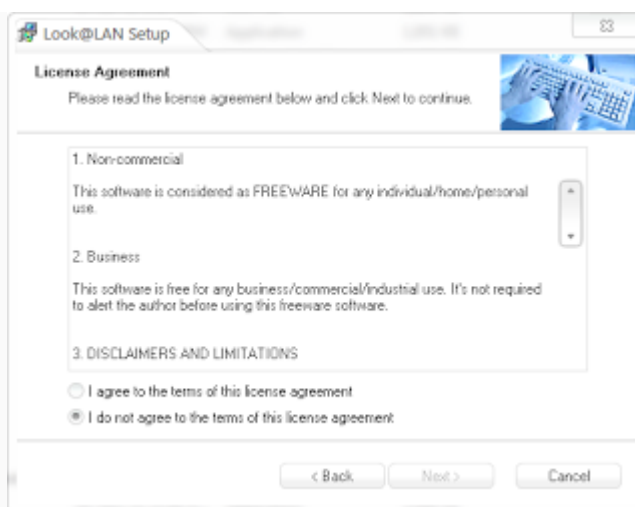 Look@LAN Setup
License Agreement
Please read the license agreement below and click Next to continue.
1. Non-commercial
This software is considered as FREEWARE for any individual/home/personal
use.
2. Business
This software is free for any business/commercial/industrial use. It's not required
to alert the author before using this freeware software.
3. DISCLAIMERS AND LIMITATIONS
I agree to the terms of this license agreement
I do not agree to the terms of this license agreement
< Back
Next >
Cancel